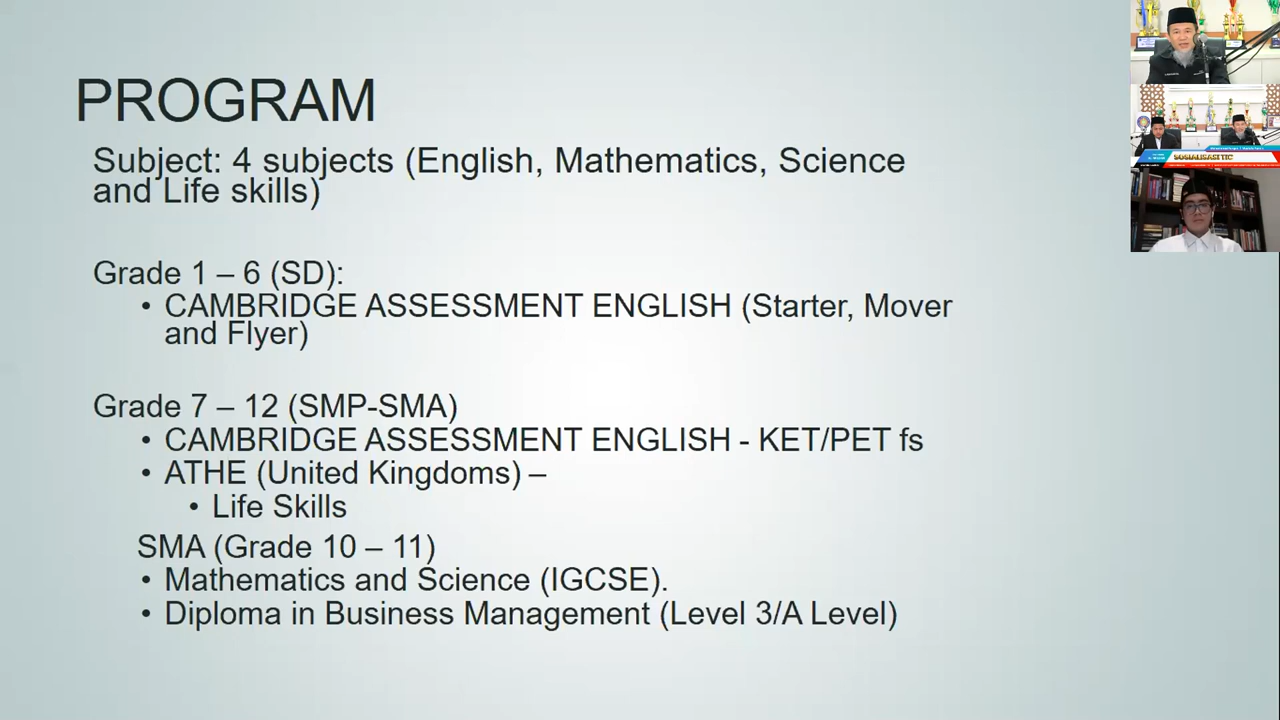 PROGRAM
Subject: 4 subjects (English, Mathematics, Science
and Life skills)
Grade 1 – 6 (SD):
• CAMBRIDGE ASSESSMENT ENGLISH (Starter, Mover
and Flyer)
Grade 7 – 12 (SMP-SMA)
• CAMBRIDGE ASSESSMENT ENGLISH - KET/PET fs
• ATHE (United Kingdoms) –
• Life Skills
SMA (Grade 10 – 11)
• Mathematics and Science (IGCSE).
• Diploma in Business Management (Level 3/A Level)
SOSIALISASI TIC